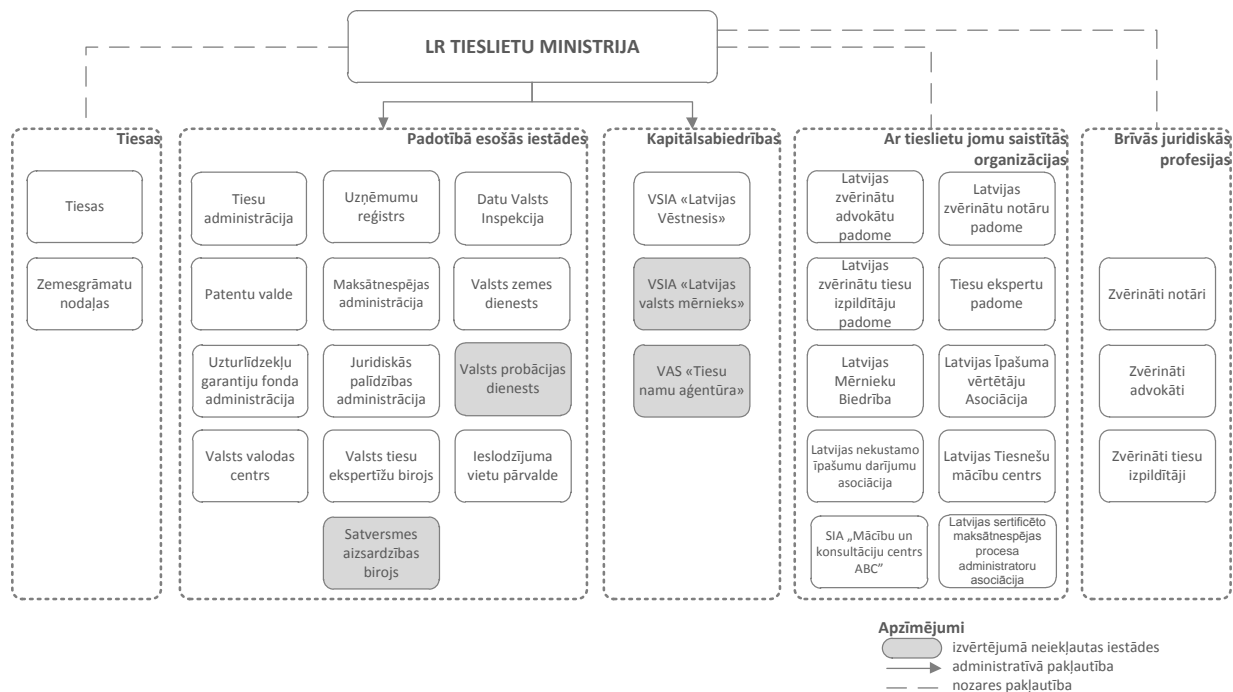 LR TIESLIETU MINISTRIJA
Tiesas
Tiesas
Zemesgrāmatu
nodaļas
Padotībā esošās iestādes
Tiesu
administrācija
Uzņēmumu
reģistrs
Datu Valsts
Inspekcija
Patentu valde
Maksātnespējas
administrācija
Valsts zemes
dienests
Uzturlīdzekļu
garantiju fonda
administrācija
Juridiskās
palīdzības
administrācija
Valsts probācijas
dienests
Valsts valodas
centrs
Valsts tiesu
ekspertīžu birojs
Ieslodzījuma
vietu pārvalde
Satversmes
aizsardzības
birojs
Kapitālsabiedrības
VSIA «Latvijas
Vēstnesis»
VSIA «Latvijas
valsts mērnieks»
VAS «Tiesu
namu aģentūra»
Ar tieslietu jomu saistītās
organizācijas
Latvijas
zvērinātu
advokātu
padome
Latvijas
zvērinātu notāru
padome
Latvijas
zvērinātu tiesu
izpildītāju
padome
Tiesu ekspertu
padome
Latvijas
Mērnieku
Biedrība
Latvijas Īpašuma
vērtētāju
Asociācija
Latvijas nekustamo
īpašumu darījumu
asociācija
Latvijas Tiesnešu
mācību centrs
SIA „Mācību un
konsultāciju centrs
ABC”
Latvijas sertificēto
maksātnespējas
procesa
administratoru
asociācija
Brīvās juridiskās
profesijas
Zvērināti notāri
Zvērināti
advokāti
Zvērināti tiesu
izpildītāji
Apzīmējumi
izvērtējumā neiekļautas iestādes
administratīvā pakļautība
nozares pakļautība